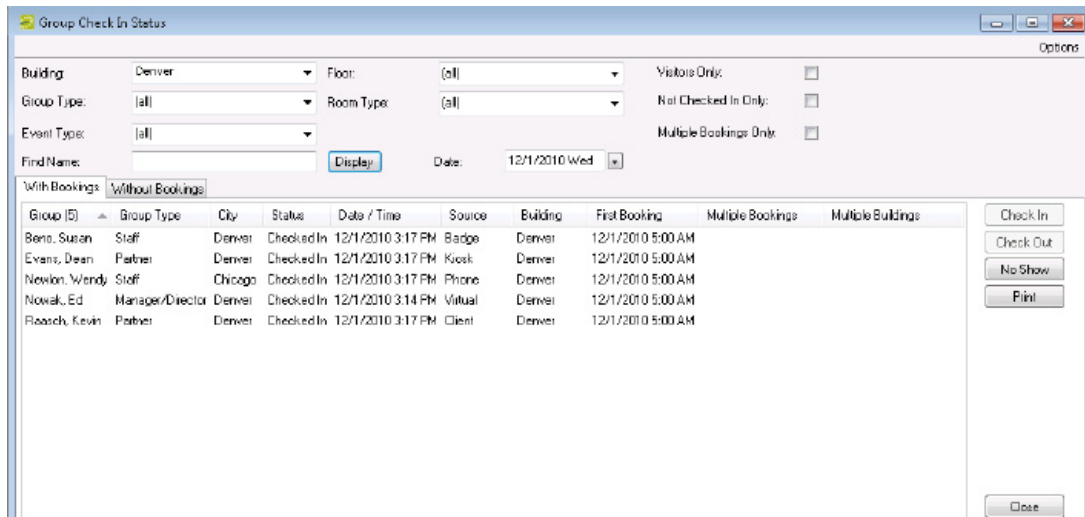 Group Check In Status
Options
Building: Denver Floor: (all) Visitors Only:
Group Type: (all) Room Type: (all) Not Checked In Only:
Event Type: (all) Multiple Bookings Only:
Find Name: Display Date: 12/1/2010 Wed
With Bookings Without Bookings
Group (5) Group Type City Status Date / Time Source Building First Booking Multiple Bookings Multiple Buildings Check In
Beno, Susan Staff Denver Checked In 12/1/2010 3:17 PM Badge Denver 12/1/2010 5:00 AM
Check Out
Evans, Dean Partner Denver Checked In 12/1/2010 3:17 PM Kiosk Denver 12/1/2010 5:00 AM
Newlon, Wendy Staff Chicago Checked In 12/1/2010 3:17 PM Phone Denver 12/1/2010 5:00 AM No Show
Nowak, Ed Manager/Director Denver Checked In 12/1/2010 3:14 PM Virtual Denver 12/1/2010 5:00 AM Print
Raasch, Kevin Partner Denver Checked In 12/1/2010 3:17 PM Client Denver 12/1/2010 5:00 AM
Close